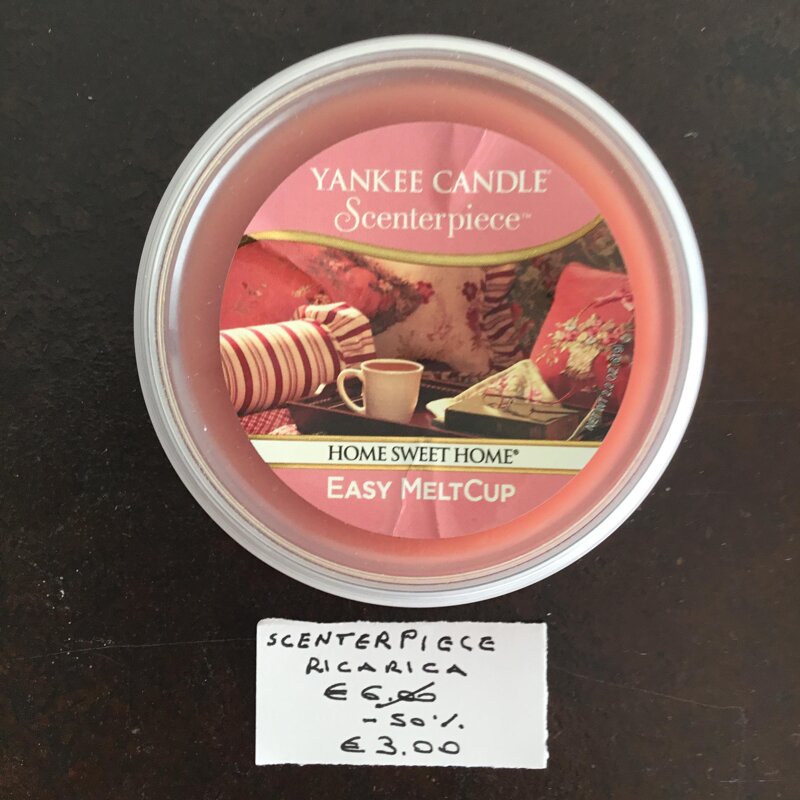 YANKEE CANDLE®
Scenterpiece™
HOME SWEET HOME®
EASY MELTCUP
SCENTERPIECE
RICARICA
€ 6.00
- 50%
€ 3.00